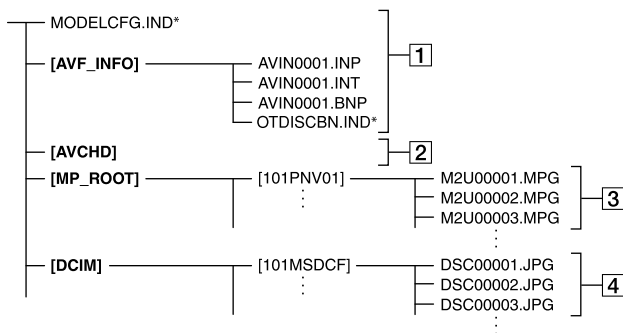 MODELCFG.IND*
[AVF_INFO] AVIN0001.INP
AVIN0001.INT
AVIN0001.BNP
OTDISCBN.IND*
1
[AVCHD]
2
[MP_ROOT] [101PNV01] M2U00001.MPG
M2U00002.MPG
M2U00003.MPG
3
[DCIM] [101MSDCF] DSC00001.JPG
DSC00002.JPG
DSC00003.JPG
4